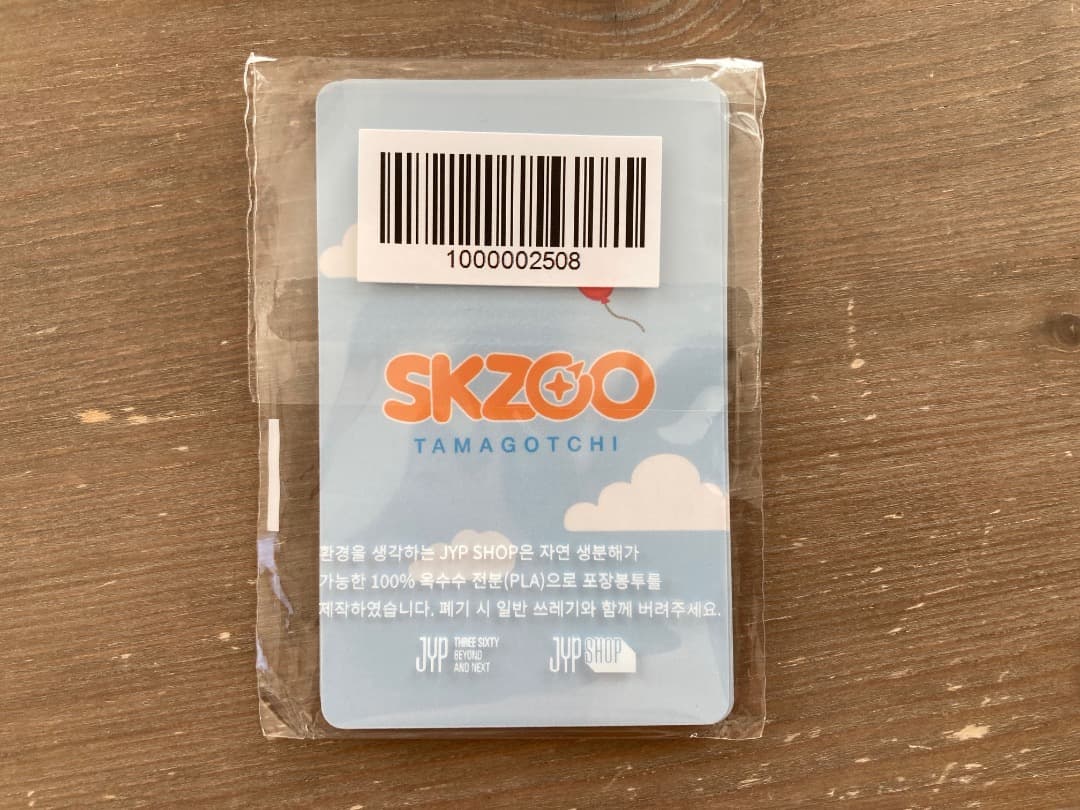 1000002508
SKZOO
TAMAGOTCHI
환경을 생각하는 JYP SHOP은 자연 생분해가
가능한 100% 옥수수 전분(PLA)으로 포장봉투를
제작하였습니다. 폐기 시 일반 쓰레기와 함께 버려주세요.
JYP THREE SIXTY
BEYOND
AND NEXT
JYP SHOP